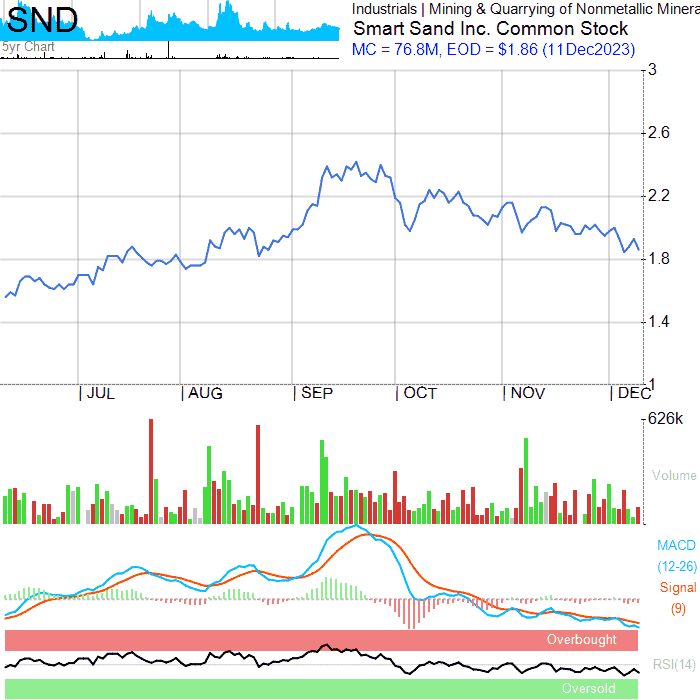 SND
5yr Chart
Industrials | Mining & Quarrying of Nonmetallic Minera
Smart Sand Inc. Common Stock
MC = 76.8M, EOD = $1.86 (11Dec2023)
3
2.6
2.2
1.8
1.4
1
JUL AUG SEP OCT NOV DEC
626k
Volume
MACD
(12-26)
Signal
(9)
Overbought
RSI(14)
Oversold